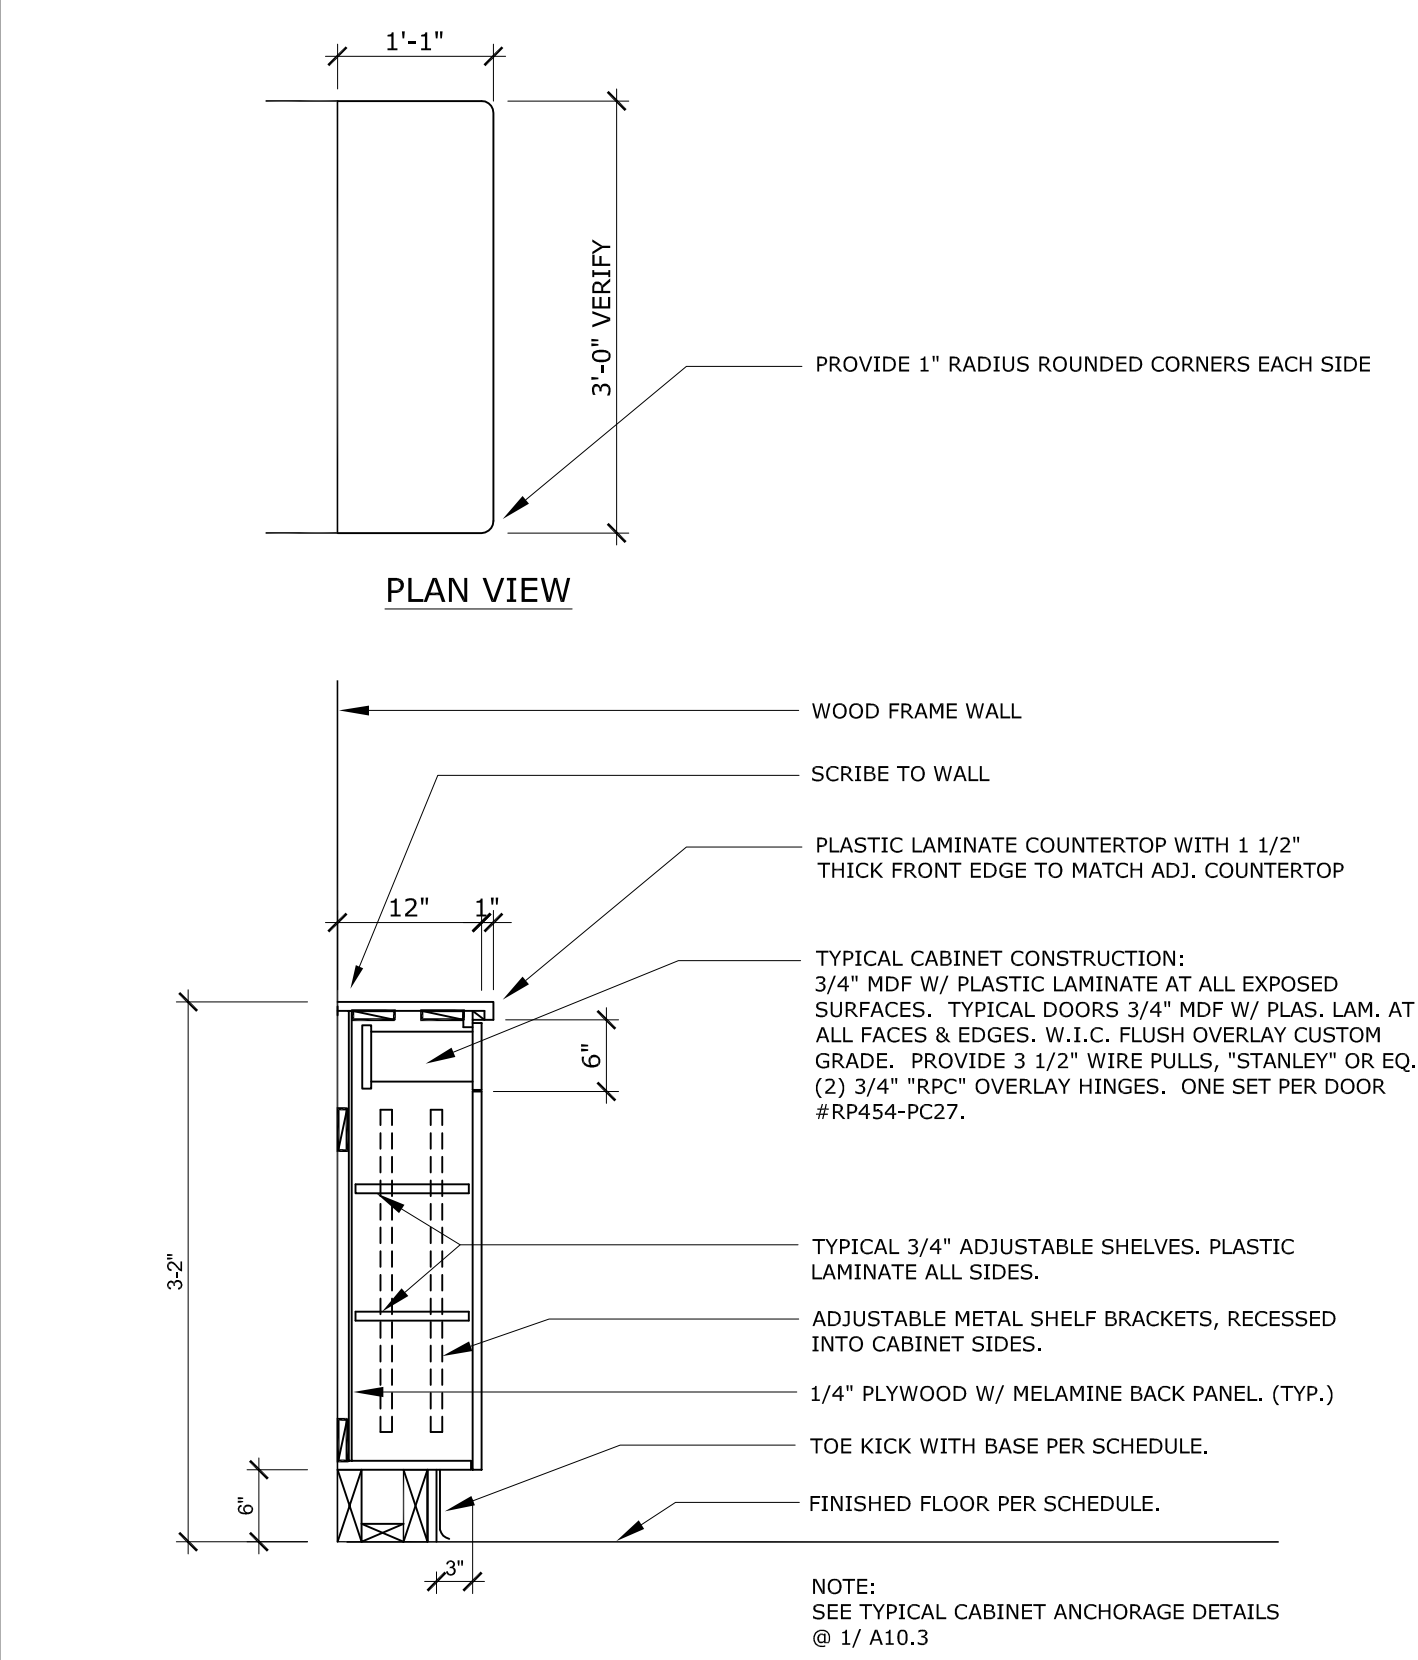 1'-1"
3'-0" VERIFY
PROVIDE 1" RADIUS ROUNDED CORNERS EACH SIDE
PLAN VIEW
WOOD FRAME WALL
SCRIBE TO WALL
PLASTIC LAMINATE COUNTERTOP WITH 1 1/2"
THICK FRONT EDGE TO MATCH ADJ. COUNTERTOP
12"
1"
TYPICAL CABINET CONSTRUCTION:
3/4" MDF W/ PLASTIC LAMINATE AT ALL EXPOSED
SURFACES. TYPICAL DOORS 3/4" MDF W/ PLAS. LAM. AT
ALL FACES & EDGES. W.I.C. FLUSH OVERLAY CUSTOM
GRADE. PROVIDE 3 1/2" WIRE PULLS, "STANLEY" OR EQ.
(2) 3/4" "RPC" OVERLAY HINGES. ONE SET PER DOOR
#RP454-PC27.
6"
3-2"
TYPICAL 3/4" ADJUSTABLE SHELVES. PLASTIC
LAMINATE ALL SIDES.
ADJUSTABLE METAL SHELF BRACKETS, RECESSED
INTO CABINET SIDES.
1/4" PLYWOOD W/ MELAMINE BACK PANEL. (TYP.)
TOE KICK WITH BASE PER SCHEDULE.
6"
FINISHED FLOOR PER SCHEDULE.
3"
NOTE:
SEE TYPICAL CABINET ANCHORAGE DETAILS
@ 1/ A10.3